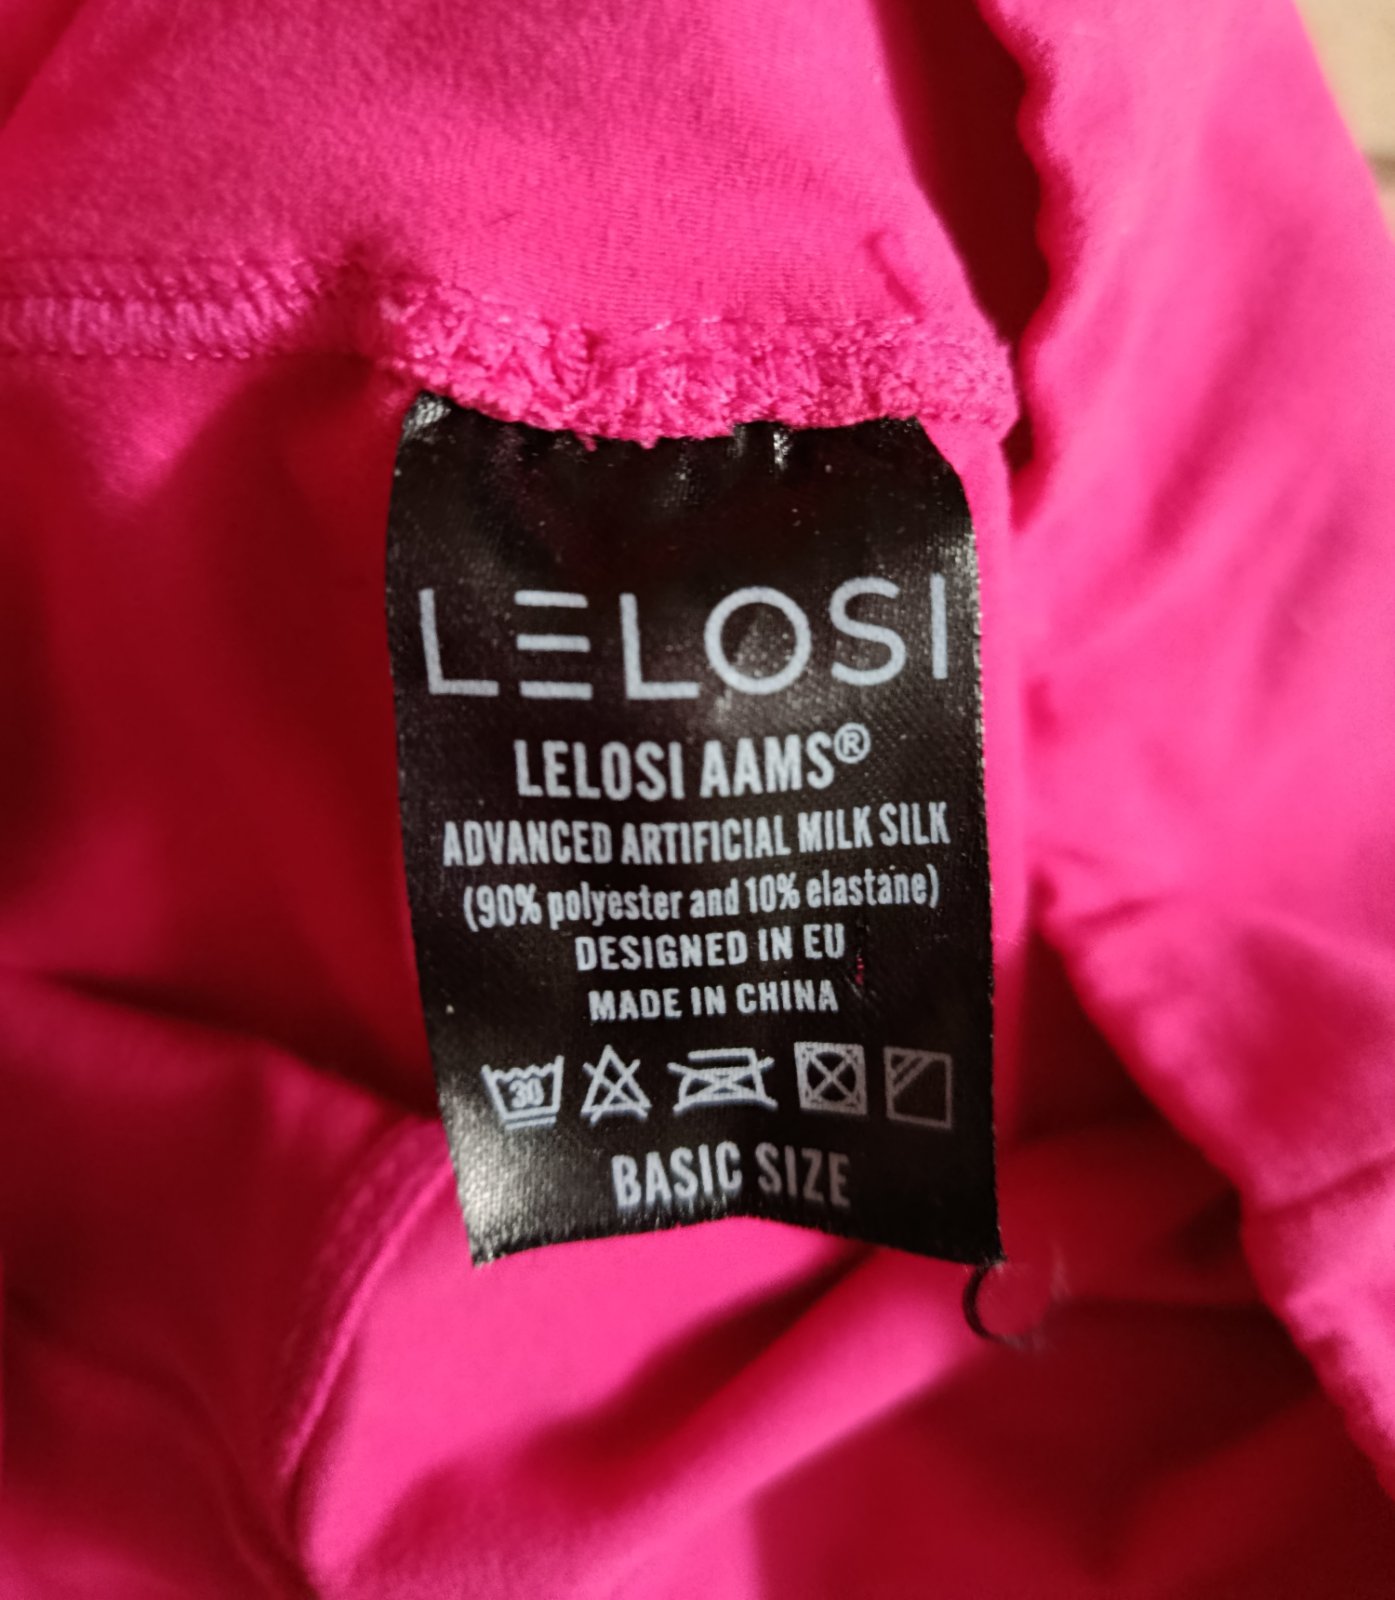 LELOSI
LELOSI AAMS®
ADVANCED ARTIFICIAL MILK SILK
(90% polyester and 10% elastane)
DESIGNED IN EU
MADE IN CHINA
30
BASIC SIZE